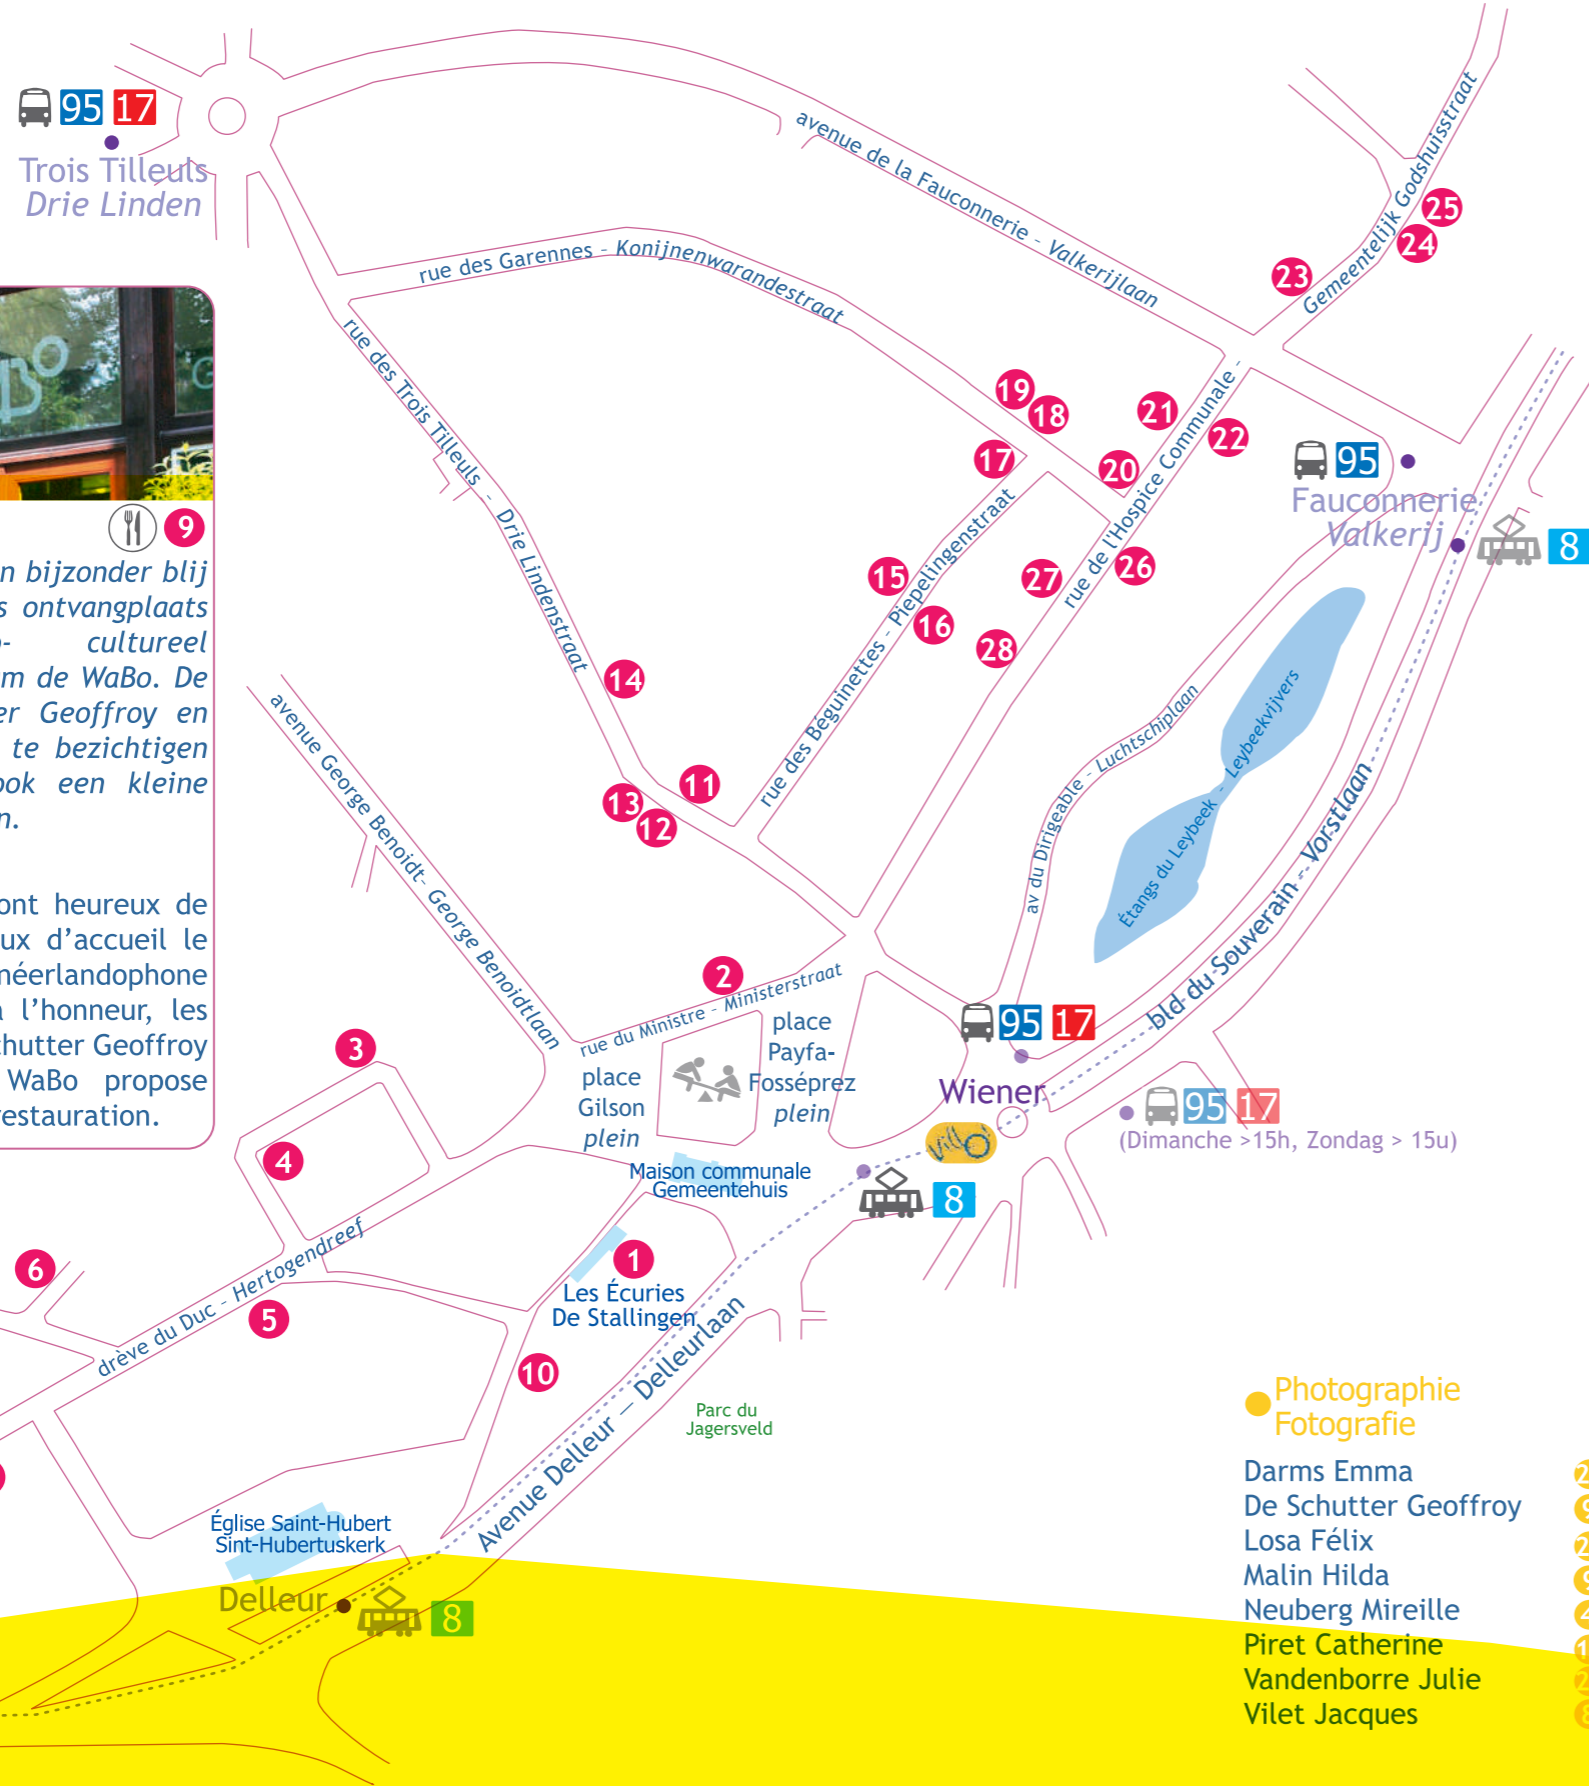 95 17
Trois Tilleuls
Drie Linden
avenue de la Fauconnerie - Valkerijlaan
Gemeentelijk Godshuisstraat
25
24
23
rue des Garennes - Konijnenwarandestraat
rue des Trois Tilleuls - Drie Lindenstraat
19
18
17
20
21
22
rue de l'Hospice Communale -
95
Fauconnerie
Valkerij
8
9
n bijzonder blij
s ontvangplaats
o- cultureel
m de WaBo. De
er Geoffroy en
te bezichtigen
ook een kleine
n.
ont heureux de
ux d'accueil le
néerlandophone
à l'honneur, les
chutter Geoffroy
WaBo propose
restauration.
15
16
rue des Béguinettes - Piepelingenstraat
27
26
28
14
13
12
11
av du Dirigeable - Luchtschiplaan
Étangs du Leybeek - Leybeekvijvers
bld du Souverain - Vorstlaan
avenue George Benoidt- George Benoidtlaan
2
rue du Ministre - Ministerstraat
place
Gilson
plein
place
Payfa-
Fosséprez
plein
95 17
Wiener
Villo
95 17
(Dimanche >15h, Zondag > 15u)
Maison communale
Gemeentehuis
8
3
4
6
5
drève du Duc - Hertogendreef
1
Les Écuries
De Stallingen
10
Avenue Delleur — Delleurlaan
Parc du
Jagersveld
Église Saint-Hubert
Sint-Hubertuskerk
Delleur
8
Photographie
Fotografie
Darms Emma
De Schutter Geoffroy
Losa Félix
Malin Hilda
Neuberg Mireille
Piret Catherine
Vandenborre Julie
Vilet Jacques